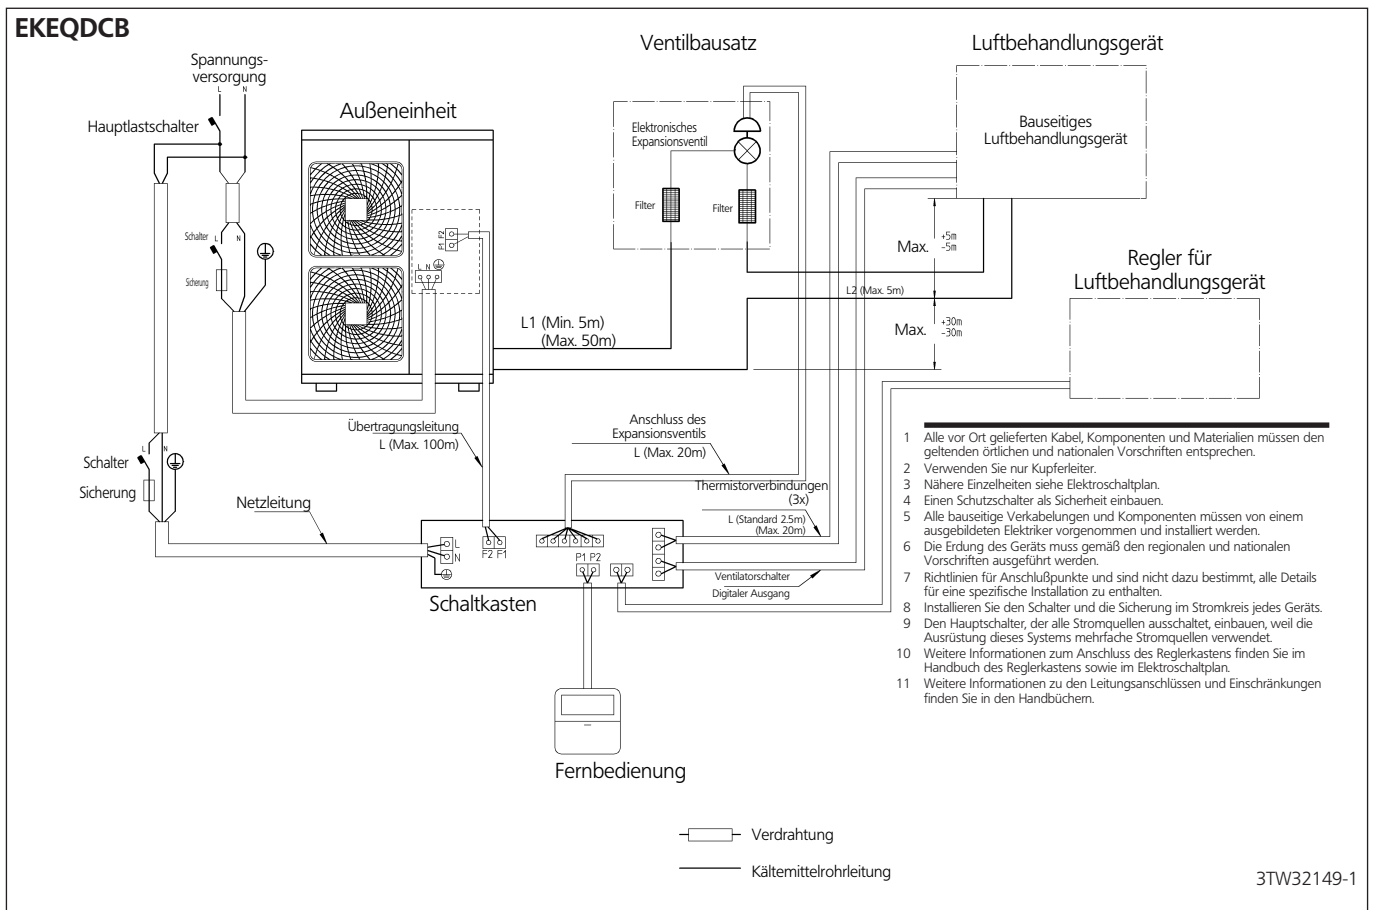 EKEQDCB
Spannungs-
versorgung
L N
Hauptlastschalter
Außeneinheit
Ventilbausatz
Luftbehandlungsgerät
Elektronisches
Expansionsventil
Filter
Filter
Bauseitiges
Luftbehandlungsgerät
Max. +5m
-5m
L2 (Max. 5m)
Max. +30m
-30m
Regler für
Luftbehandlungsgerät
Schalter L N
Sicherung
F1 F2
L N
L1 (Min. 5m)
(Max. 50m)
Übertragungsleitung
L (Max. 100m)
Anschluss des
Expansionsventils
L (Max. 20m)
Thermistorverbindungen
(3x)
L (Standard 2.5m)
(Max. 20m)
L N
Schalter
Sicherung
Netzleitung
L
N
F2 F1
P1 P2
Ventilatorschalter
Digitaler Ausgang
Schaltkasten
Fernbedienung
1 Alle vor Ort gelieferten Kabel, Komponenten und Materialien müssen den
geltenden örtlichen und nationalen Vorschriften entsprechen.
2 Verwenden Sie nur Kupferleiter.
3 Nähere Einzelheiten siehe Elektroschaltplan.
4 Einen Schutzschalter als Sicherheit einbauen.
5 Alle bauseitige Verkabelungen und Komponenten müssen von einem
ausgebildeten Elektriker vorgenommen und installiert werden.
6 Die Erdung des Geräts muss gemäß den regionalen und nationalen
Vorschriften ausgeführt werden.
7 Richtlinien für Anschlußpunkte und sind nicht dazu bestimmt, alle Details
für eine spezifische Installation zu enthalten.
8 Installieren Sie den Schalter und die Sicherung im Stromkreis jedes Geräts.
9 Den Hauptschalter, der alle Stromquellen ausschaltet, einbauen, weil die
Ausrüstung dieses Systems mehrfache Stromquellen verwendet.
10 Weitere Informationen zum Anschluss des Reglerkastens finden Sie im
Handbuch des Reglerkastens sowie im Elektroschaltplan.
11 Weitere Informationen zu den Leitungsanschlüssen und Einschränkungen
finden Sie in den Handbüchern.
Verdrahtung
Kältemittelrohrleitung
3TW32149-1